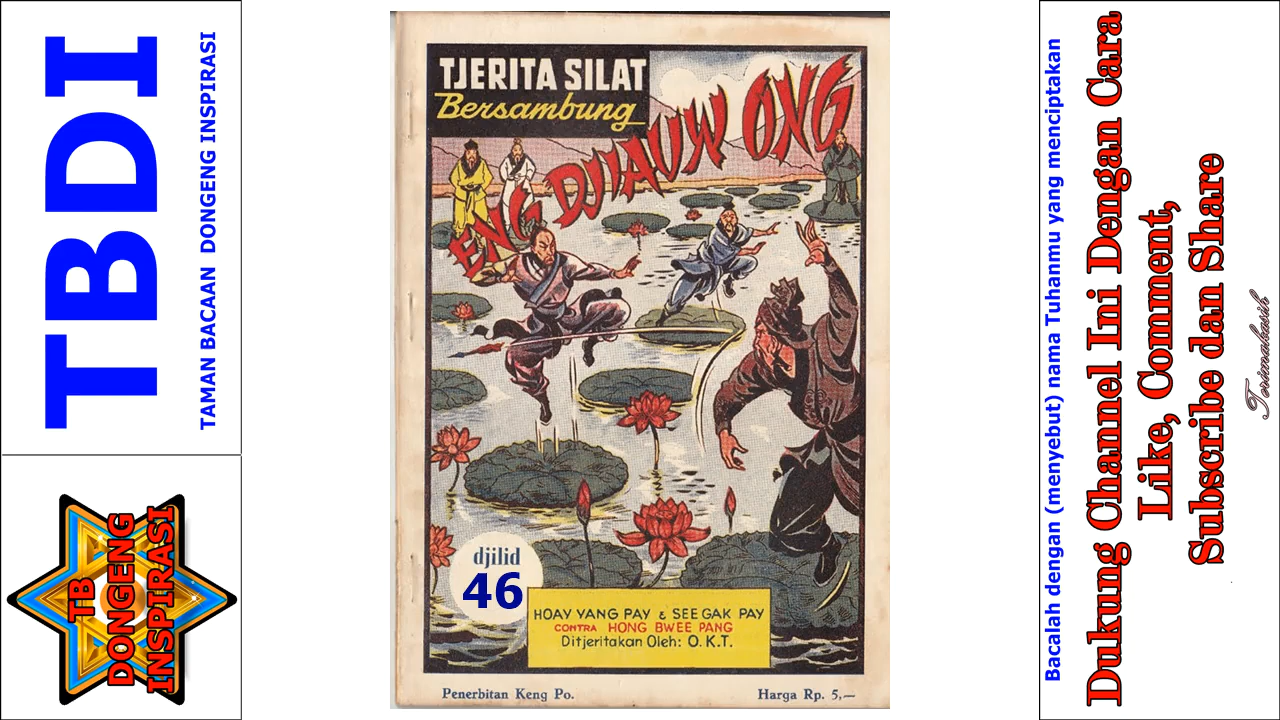 TBDI
TAMAN BACAAN DONGENG INSPIRASI
TB
DONGENG
INSPIRASI
TJERITA SILAT
Bersambung
ENG DJIAUW ONG
djilid
46
HOAY YANG PAY & SEE GAK PAY
CONTRA HONG BWEE PANG
Ditjeritakan Oleh: O.K.T.
Penerbitan Keng Po.
Harga Rp. 5,—
Bacalah dengan (menyebut) nama Tuhanmu yang menciptakan
Dukung Channel Ini Dengan Cara
Like, Comment,
Subscribe dan Share
Terimakasih